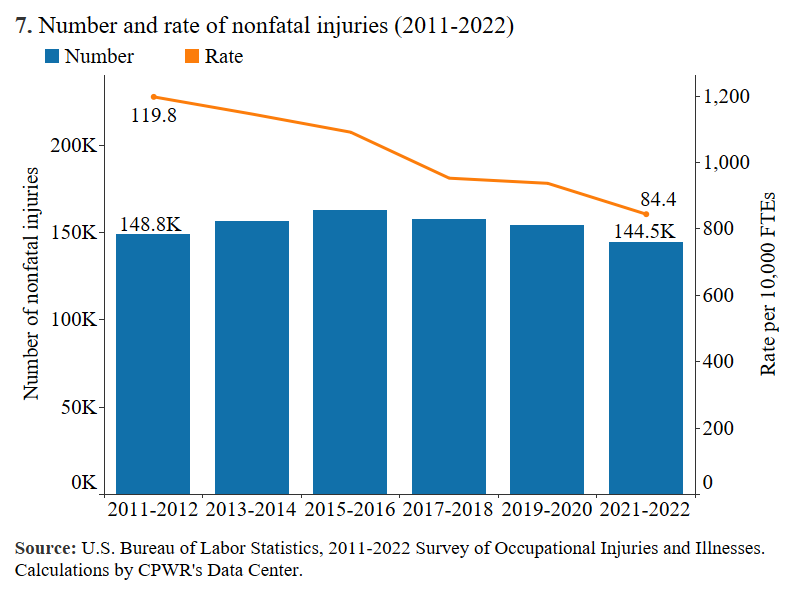 7. Number and rate of nonfatal injuries (2011-2022)
Number Rate
119.8
84.4
148.8K
144.5K
Number of nonfatal injuries
200K
150K
100K
50K
0K
1,200
1,000
800
600
400
200
0
Rate per 10,000 FTEs
2011-2012 2013-2014 2015-2016 2017-2018 2019-2020 2021-2022
Source: U.S. Bureau of Labor Statistics, 2011-2022 Survey of Occupational Injuries and Illnesses.
Calculations by CPWR's Data Center.